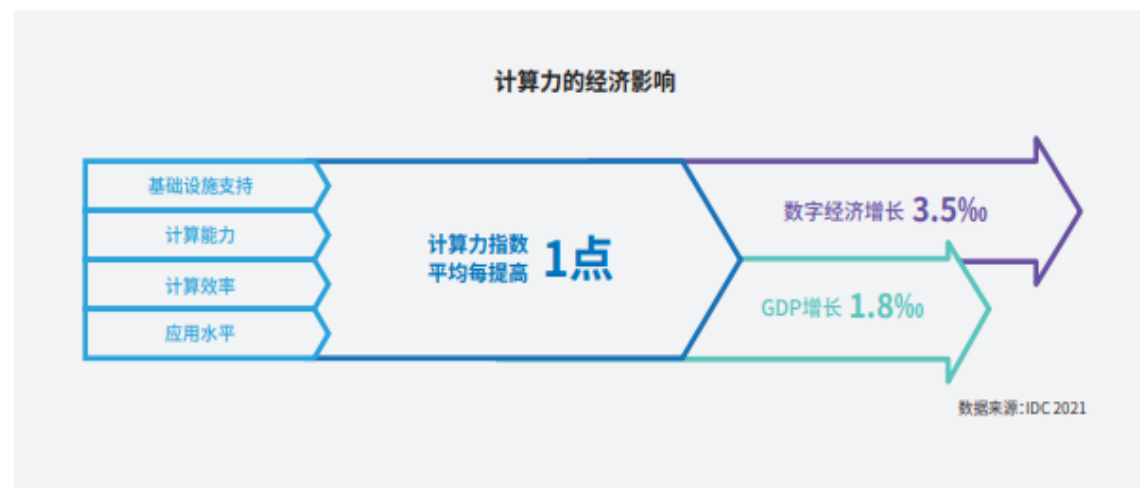 计算力的经济影响
基础设施支持
计算能力
计算效率
应用水平
计算力指数
平均每提高 1点
数字经济增长 3.5‰
GDP增长 1.8‰
数据来源:IDC 2021